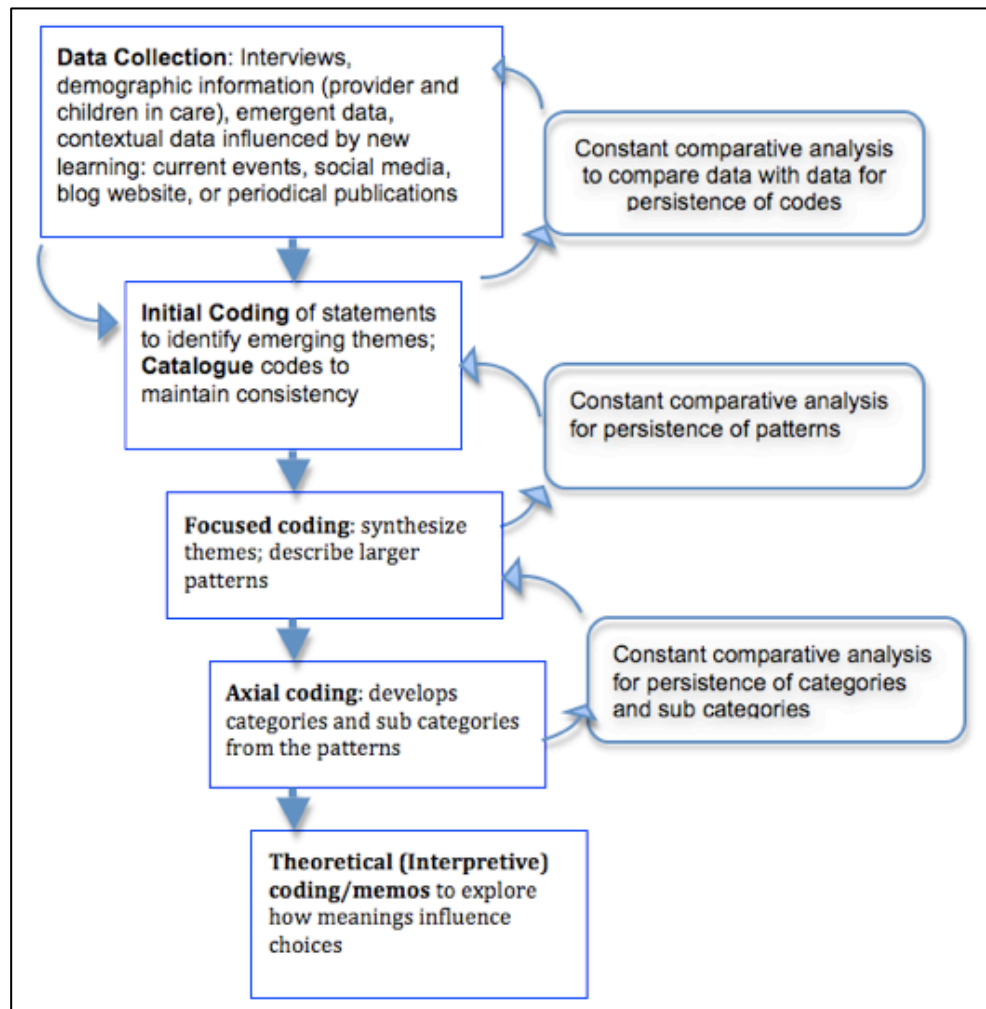 Data Collection: Interviews,
demographic information (provider and
children in care), emergent data,
contextual data influenced by new
learning: current events, social media,
blog website, or periodical publications
Constant comparative analysis
to compare data with data for
persistence of codes
Initial Coding of statements
to identify emerging themes;
Catalogue codes to
maintain consistency
Constant comparative analysis
for persistence of patterns
Focused coding: synthesize
themes; describe larger
patterns
Constant comparative analysis
for persistence of categories
and sub categories
Axial coding: develops
categories and sub categories
from the patterns
Theoretical (Interpretive)
coding/memos to explore
how meanings influence
choices